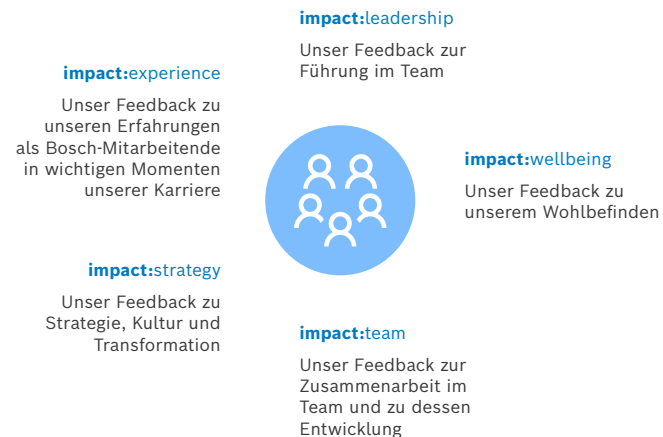 impact:leadership
Unser Feedback zur
Führung im Team
impact:experience
Unser Feedback zu
unseren Erfahrungen
als Bosch-Mitarbeitende
in wichtigen Momenten
unserer Karriere
impact:wellbeing
Unser Feedback zu
unserem Wohlbefinden
impact:strategy
Unser Feedback zu
Strategie, Kultur und
Transformation
impact:team
Unser Feedback zur
Zusammenarbeit im
Team und zu dessen
Entwicklung